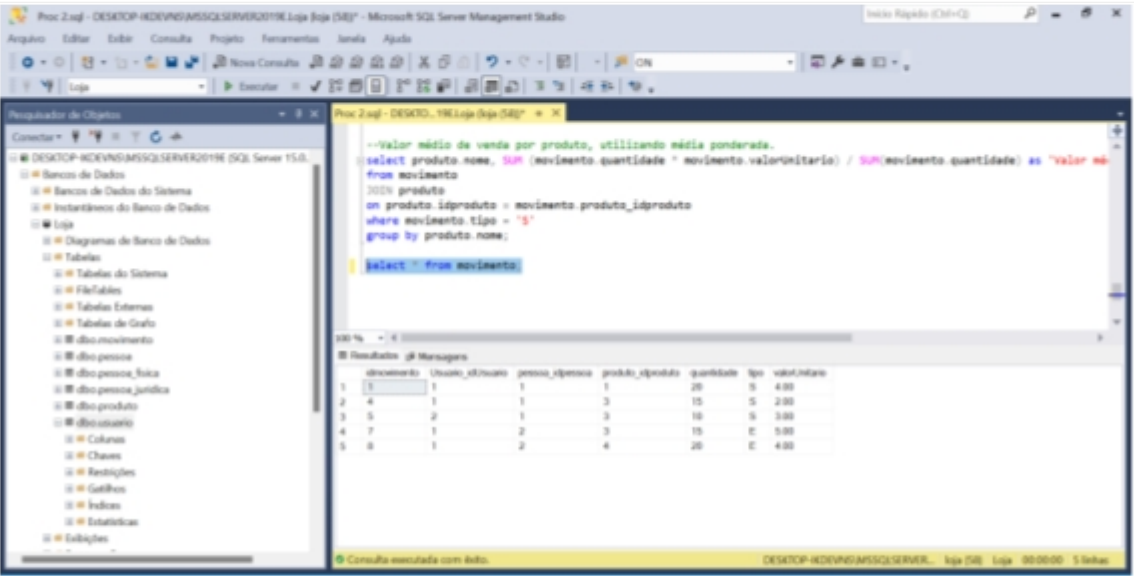 Proc 2.sql - DESKTOP-IKDEVNS\MSSQLSERVER2019E.Loja (loja (58))* - Microsoft SQL Server Management Studio
Início Rápido (Ctrl+Q)
Arquivo Editar Exibir Consulta Projeto Ferramentas Janela Ajuda
Nova Consulta
ON
Loja
Executar
Pesquisador de Objetos
Conectar
DESKTOP-IKDEVNS\MSSQLSERVER2019E (SQL Server 15.0.
Bancos de Dados
Bancos de Dados do Sistema
Instantâneos do Banco de Dados
Loja
Diagramas de Banco de Dados
Tabelas
Tabelas do Sistema
FileTables
Tabelas Externas
Tabelas de Grafo
dbo.movimento
dbo.pessoa
dbo.pessoa_fisica
dbo.pessoa_juridica
dbo.produto
dbo.usuario
Colunas
Chaves
Restrições
Gatilhos
Índices
Estatísticas
Exibições
Proc 2.sql - DESKTO...19E.Loja (loja (58))*
--Valor médio de venda por produto, utilizando média ponderada.
select produto.nome, SUM (movimento.quantidade * movimento.valorUnitario) / SUM(movimento.quantidade) as 'Valor mé
from movimento
JOIN produto
on produto.idproduto = movimento.produto_idproduto
where movimento.tipo = 'S'
group by produto.nome;
select * from movimento;
100 %
Resultados Mensagens
idmovimento Usuario_idUsuario pessoa_idpessoa produto_idproduto quantidade tipo valorUnitario
1 1 1 1 1 20 S 4.00
2 4 1 1 3 15 S 2.00
3 5 2 1 3 10 S 3.00
4 7 1 2 3 15 E 5.00
5 8 1 2 4 20 E 4.00
Consulta executada com êxito.
DESKTOP-IKDEVNS\MSSQLSERVER... loja (58) Loja 00:00:00 5 linhas